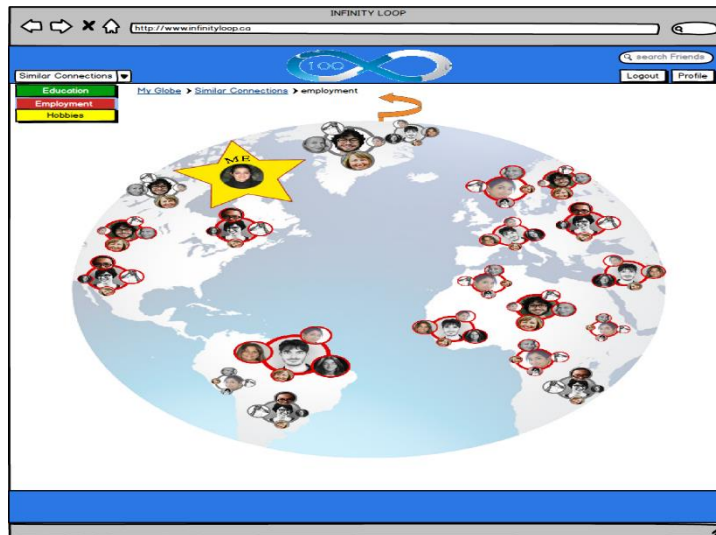 INFINITY LOOP
http://www.infinityloop.ca
100
search Friends
Similar Connections
Logout Profile
Education
My Globe > Similar Connections > employment
Employment
Hobbies
ME